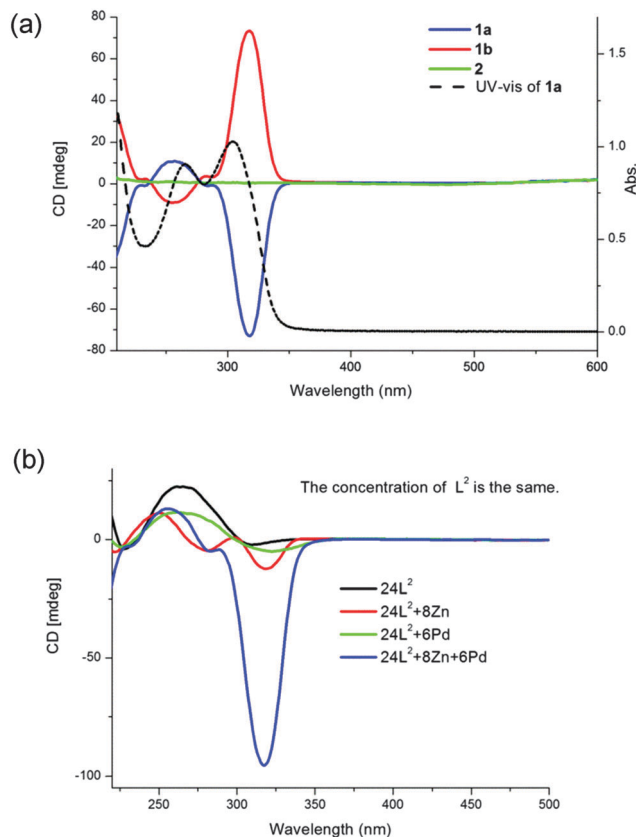 (a)
80
60
40
20
0
-20
-40
-60
-80
CD [mdeg]
1a
1b
2
UV-vis of 1a
1.5
1.0
0.5
0.0
Abs.
300
400
500
600
Wavelength (nm)
(b)
0
-50
-100
CD [mdeg]
The concentration of L² is the same.
24L²
24L²+8Zn
24L²+6Pd
24L²+8Zn+6Pd
250
300
350
400
450
500
Wavelength (nm)